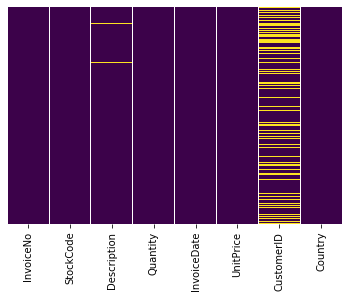 InvoiceNo
StockCode
Description
Quantity
InvoiceDate
UnitPrice
CustomerID
Country